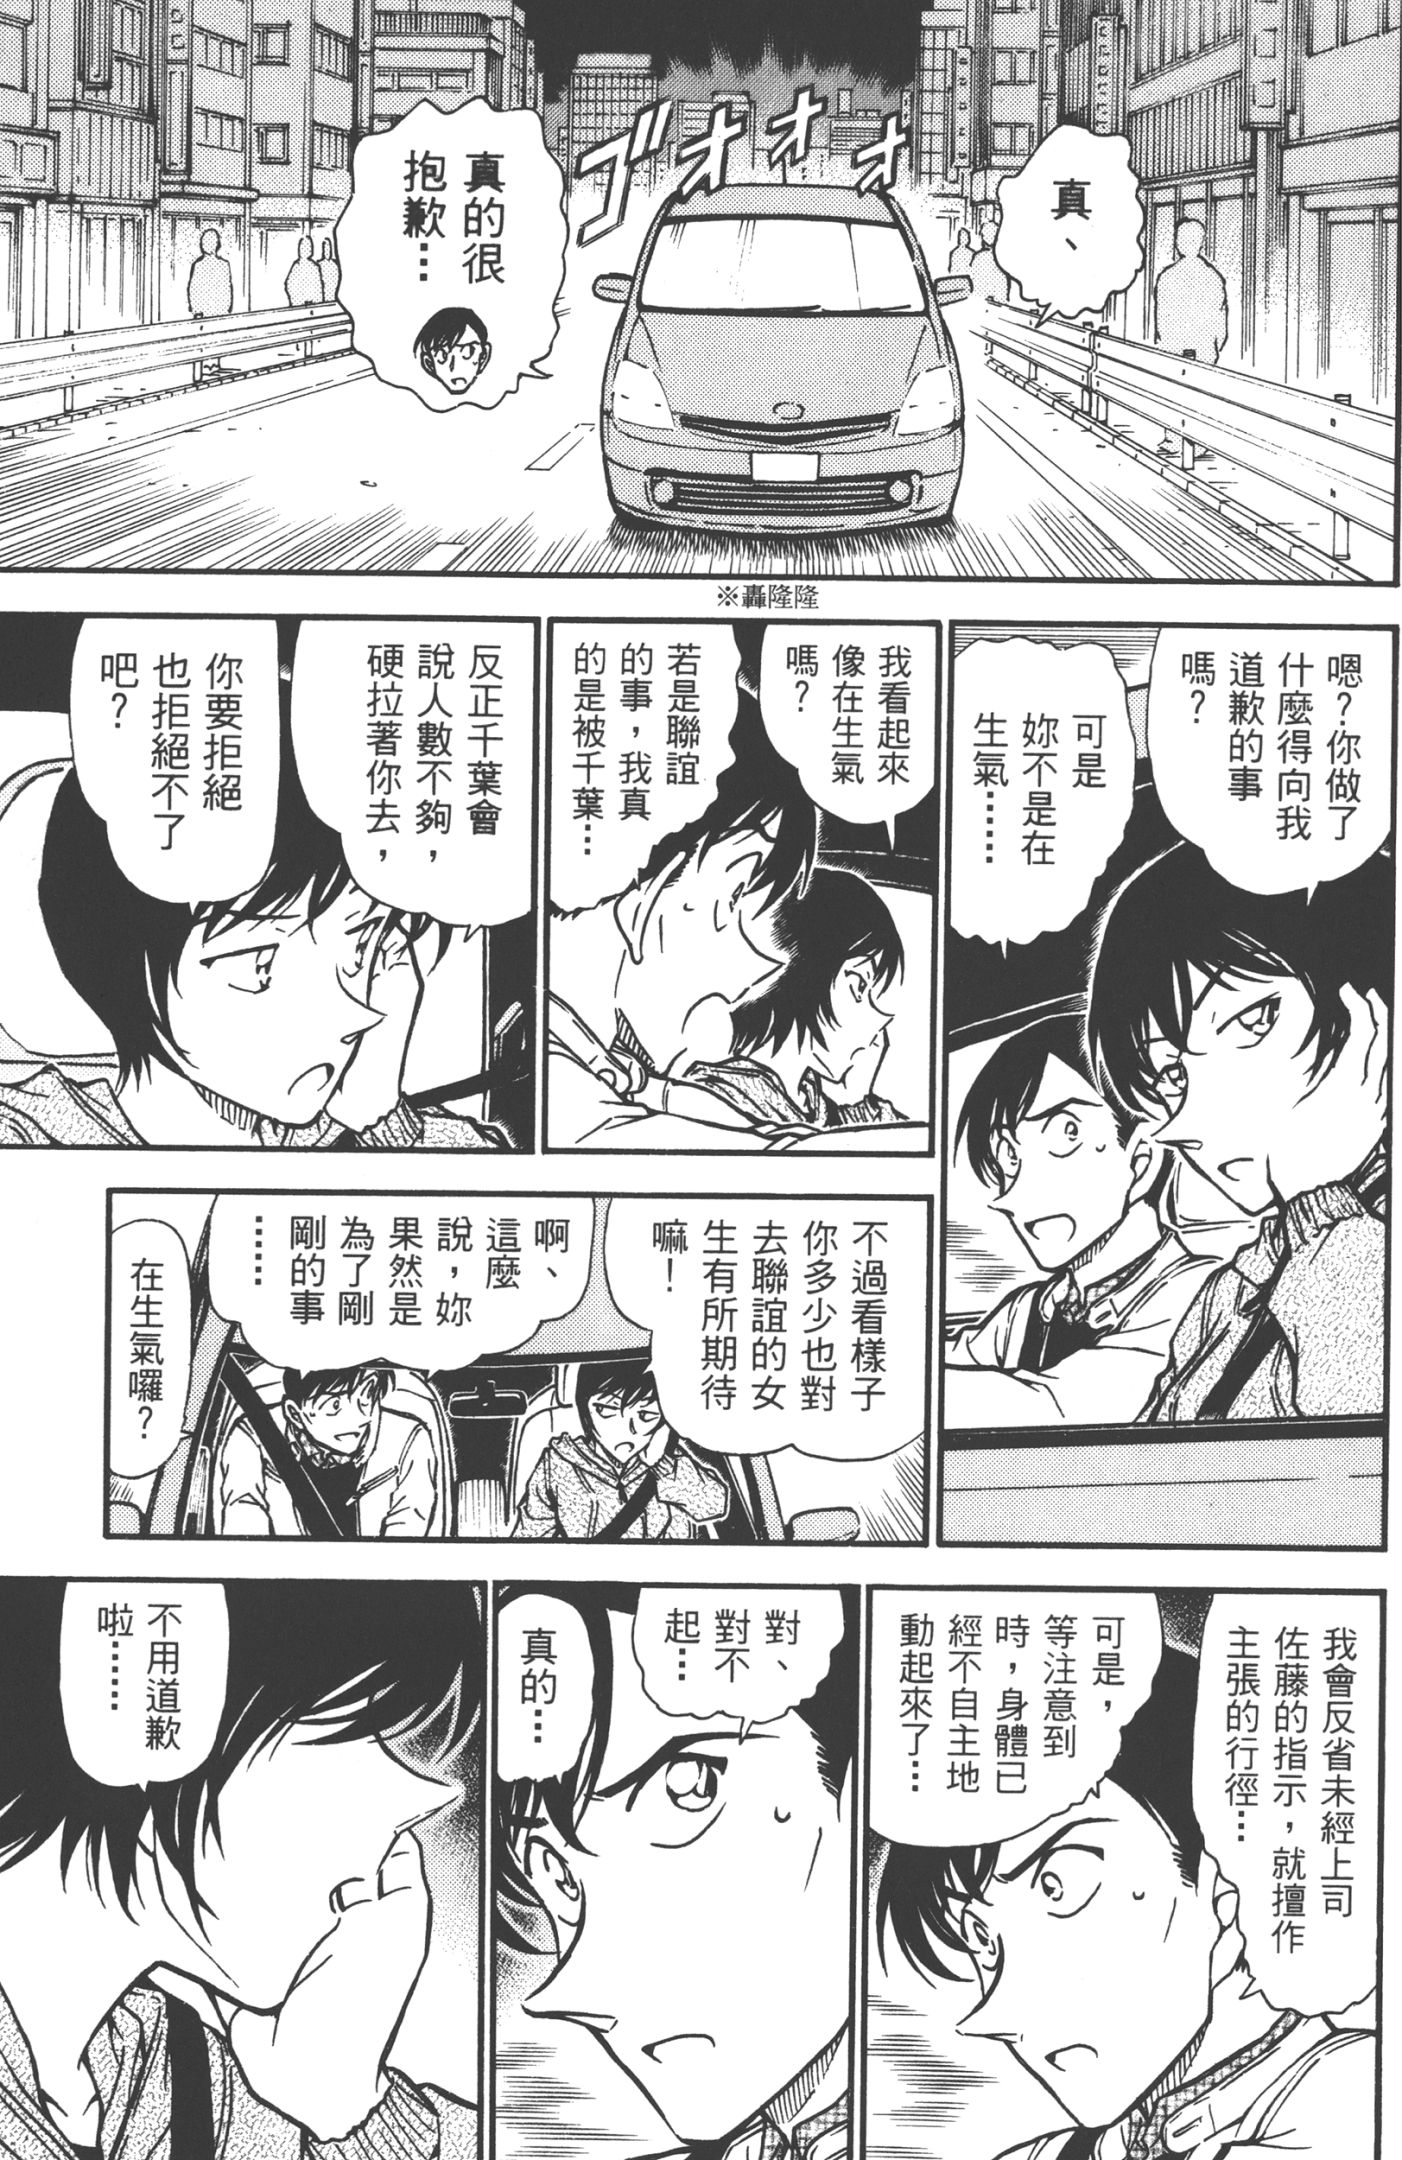 真、
真的很
抱歉…
ゴオオォ
※轟隆隆
嗯？你做了
什麼得向我
道歉的事
嗎？
可是
妳不是在
生氣……
我看起來
像在生氣
嗎？
若是聯誼
的事，我真
的是被千葉…
反正千葉會
說人數不夠，
硬拉著你去，
你要拒絕
也拒絕不了
吧？
不過看樣子
你多少也對
去聯誼的女
生有所期待
嘛！
啊、
這麼
說，妳
果然是
為了剛
剛的事
……
在生氣囉？
我會反省未經上司
佐藤的指示，就擅作
主張的行徑…
可是，
等注意到
時，身體已
經不自主地
動起來了…
對、
對不
起…
真的…
不用道歉
啦……